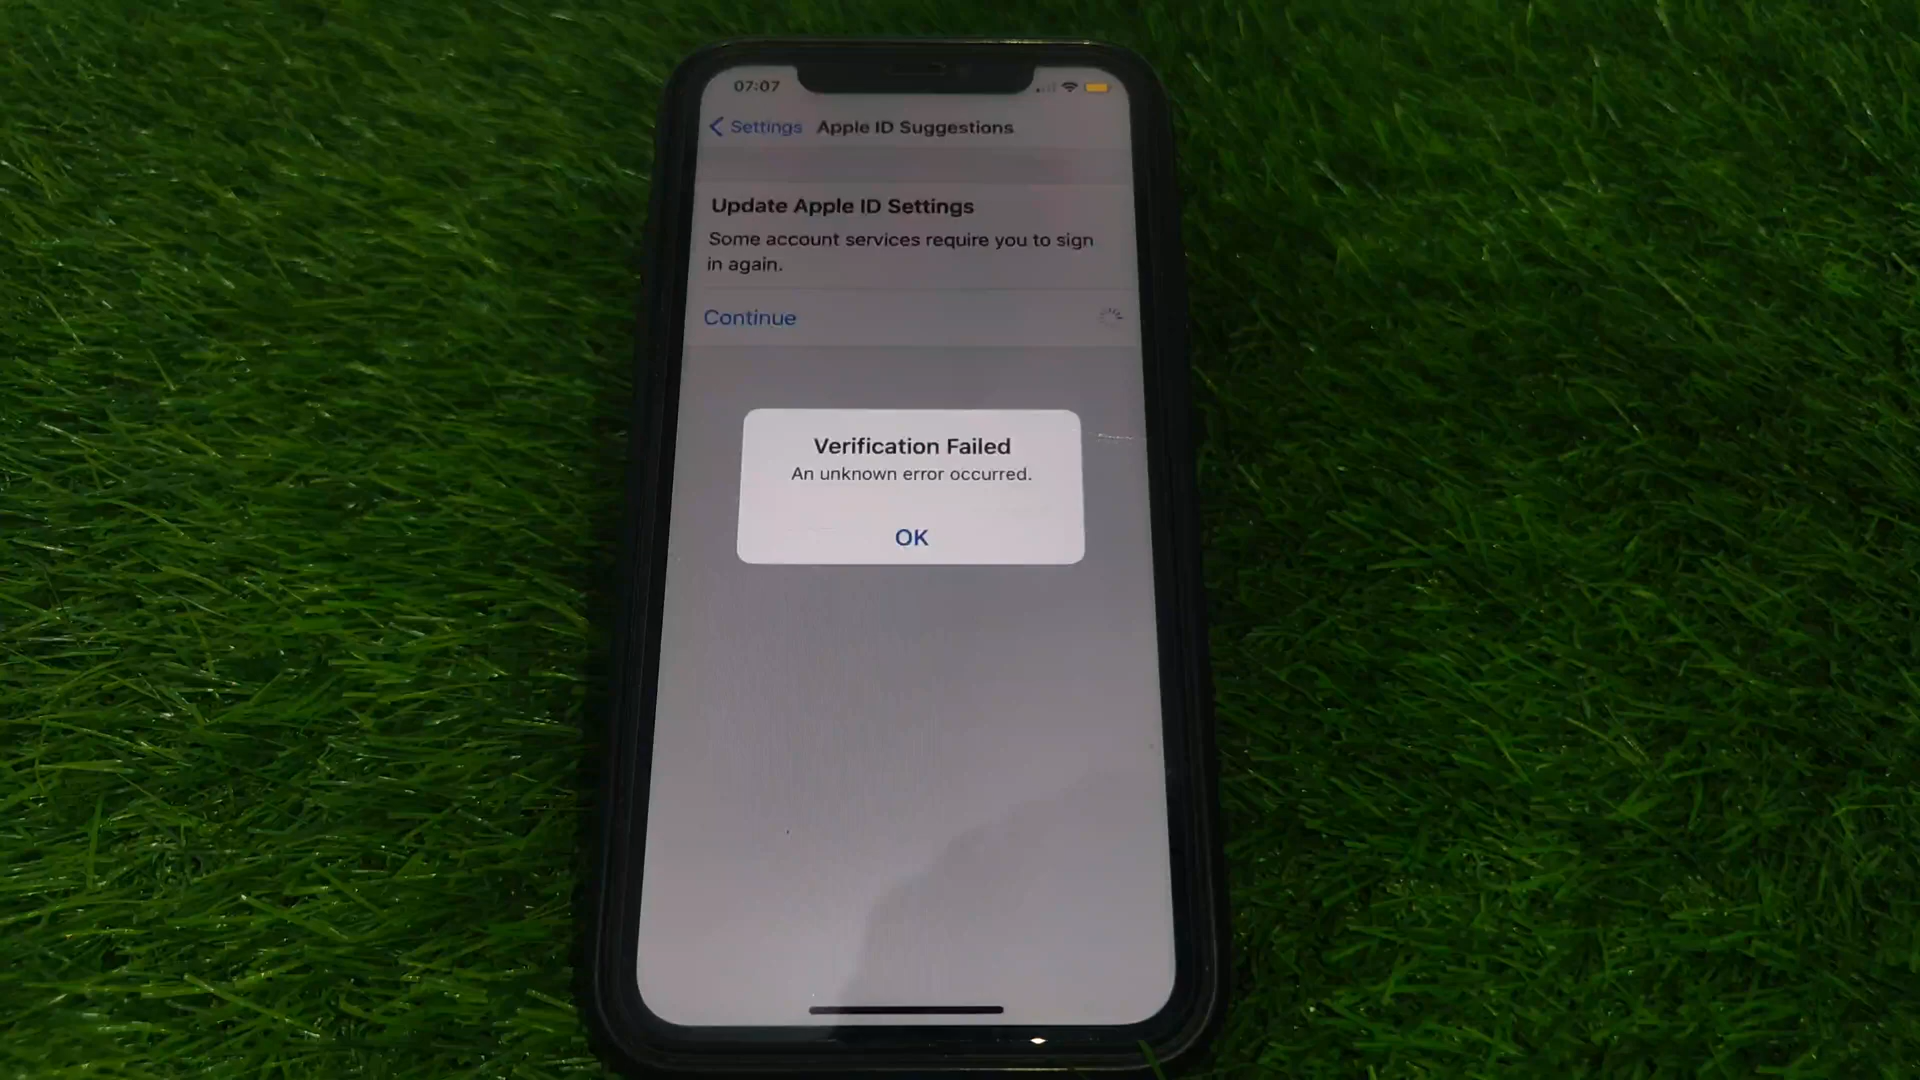 07:07
Settings Apple ID Suggestions
Update Apple ID Settings
Some account services require you to sign
in again.
Continue
Verification Failed
An unknown error occurred.
OK